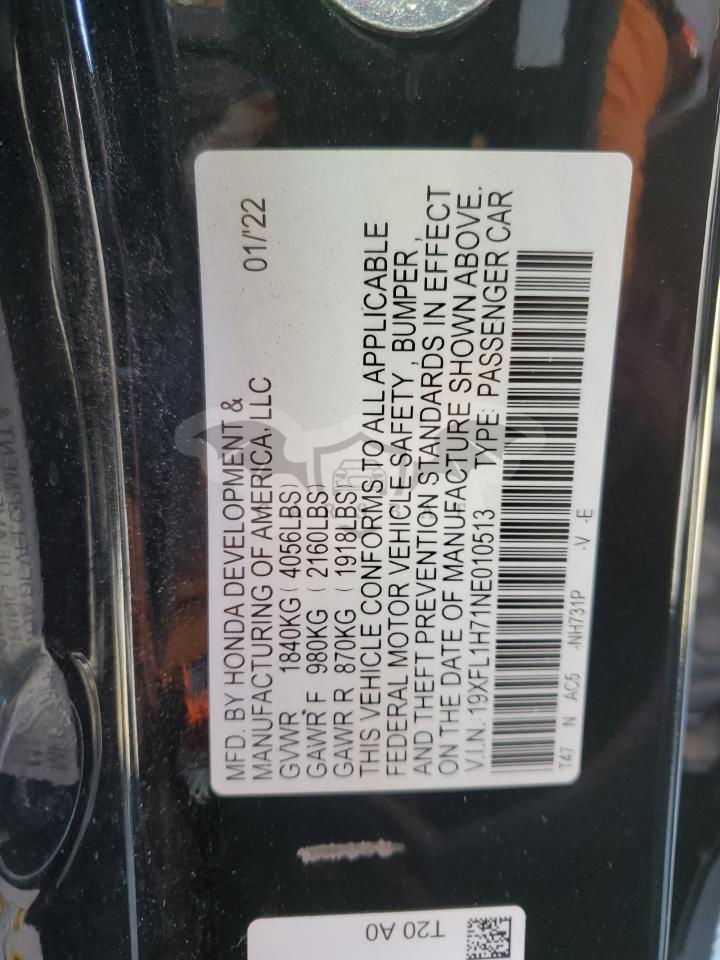 MFD. BY HONDA DEVELOPMENT &
MANUFACTURING OF AMERICA, LLC 01/'22
GVWR 1840KG ( 4056LBS)
GAWR F 980KG ( 2160LBS)
GAWR R 870KG ( 1918LBS)
THIS VEHICLE CONFORMS TO ALL APPLICABLE
FEDERAL MOTOR VEHICLE SAFETY , BUMPER ,
AND THEFT PREVENTION STANDARDS IN EFFECT
ON THE DATE OF MANUFACTURE SHOWN ABOVE.
V.I.N.: 19XFL1H71NE010513 TYPE: PASSENGER CAR
T47 N AC5 -NH731P -V -E
T20 A0